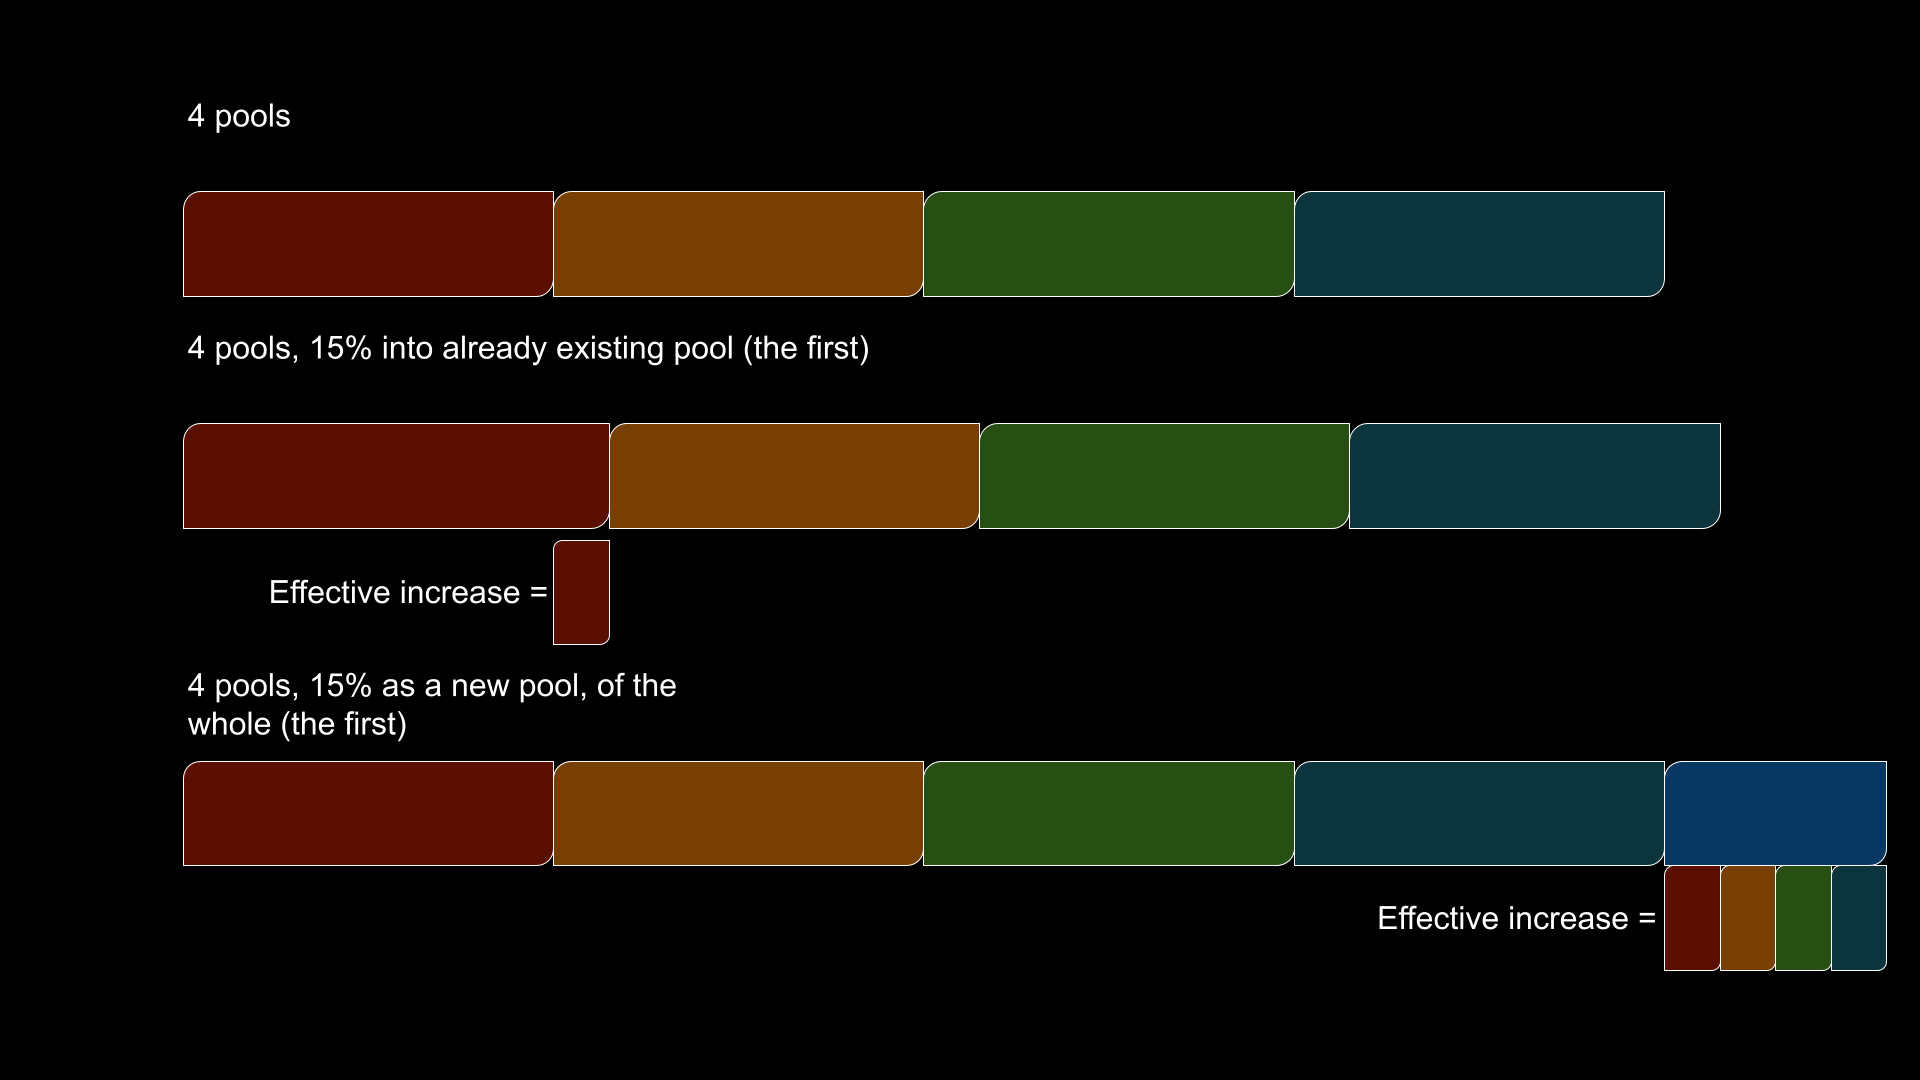 4 pools
4 pools, 15% into already existing pool (the first)
Effective increase =
4 pools, 15% as a new pool, of the
whole (the first)
Effective increase =